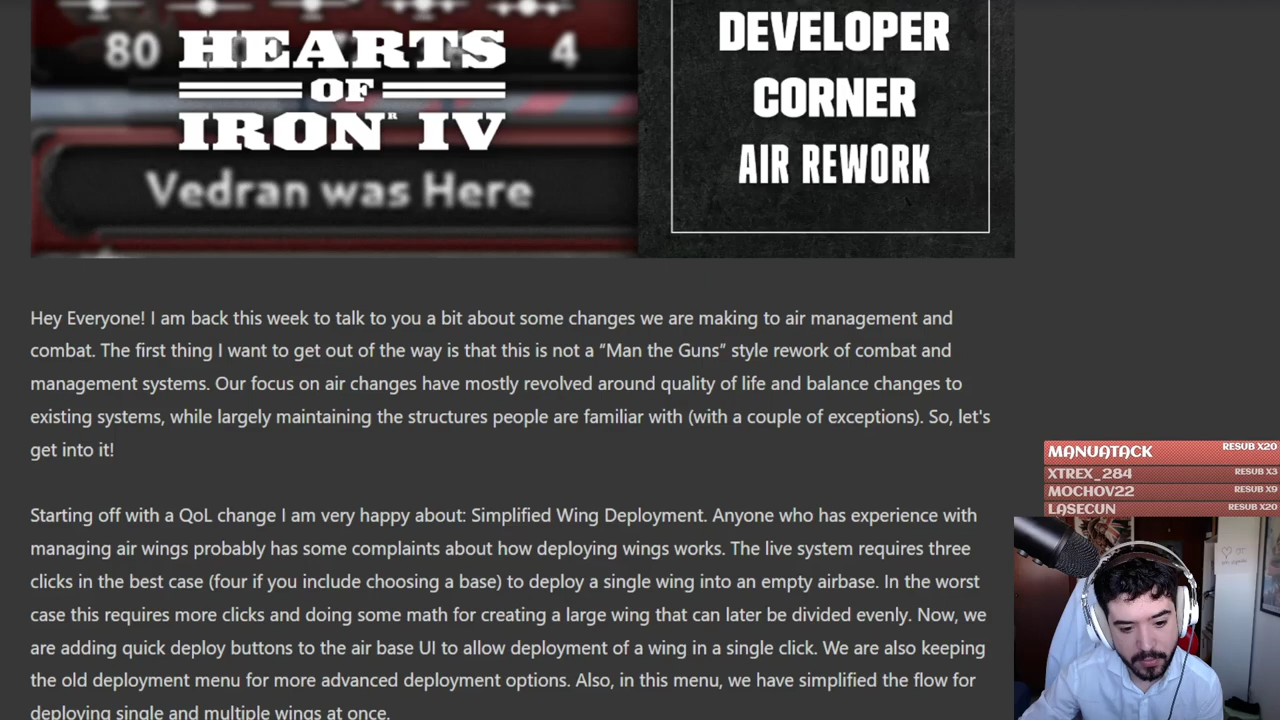 80
4
HEARTS
OF
IRON IV
Vedran was Here
DEVELOPER
CORNER
AIR REWORK
Hey Everyone! I am back this week to talk to you a bit about some changes we are making to air management and
combat. The first thing I want to get out of the way is that this is not a “Man the Guns” style rework of combat and
management systems. Our focus on air changes have mostly revolved around quality of life and balance changes to
existing systems, while largely maintaining the structures people are familiar with (with a couple of exceptions). So, let's
get into it!
Starting off with a QoL change I am very happy about: Simplified Wing Deployment. Anyone who has experience with
managing air wings probably has some complaints about how deploying wings works. The live system requires three
clicks in the best case (four if you include choosing a base) to deploy a single wing into an empty airbase. In the worst
case this requires more clicks and doing some math for creating a large wing that can later be divided evenly. Now, we
are adding quick deploy buttons to the air base UI to allow deployment of a wing in a single click. We are also keeping
the old deployment menu for more advanced deployment options. Also, in this menu, we have simplified the flow for
deploying single and multiple wings at once.
MANUATACK RESUB X20
XTREX_284 RESUB X3
MOCHOV22 RESUB X9
LASECUN RESUB X20